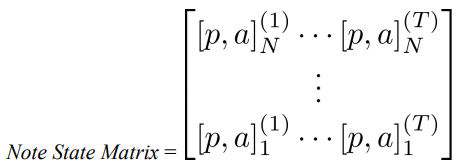 [p, a]_N^{(1)} ⋯ [p, a]_N^{(T)}
⋮
Note State Matrix = [p, a]_1^{(1)} ⋯ [p, a]_1^{(T)}